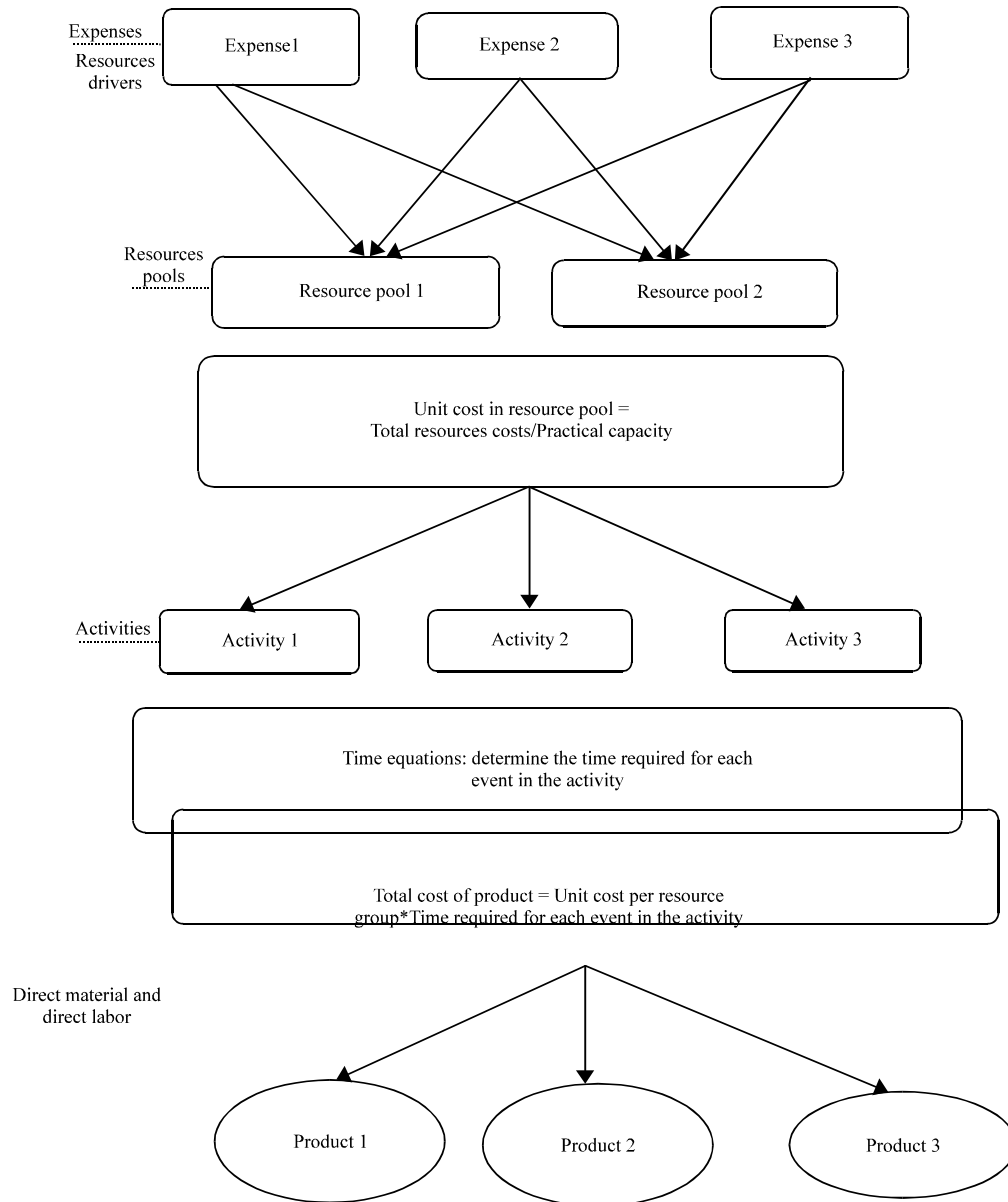 Expenses
Resources
drivers
Expense1
Expense 2
Expense 3
Resources
pools
Resource pool 1
Resource pool 2
Unit cost in resource pool =
Total resources costs/Practical capacity
Activities
Activity 1
Activity 2
Activity 3
Time equations: determine the time required for each
event in the activity
Total cost of product = Unit cost per resource
group*Time required for each event in the activity
Direct material and
direct labor
Product 1
Product 2
Product 3